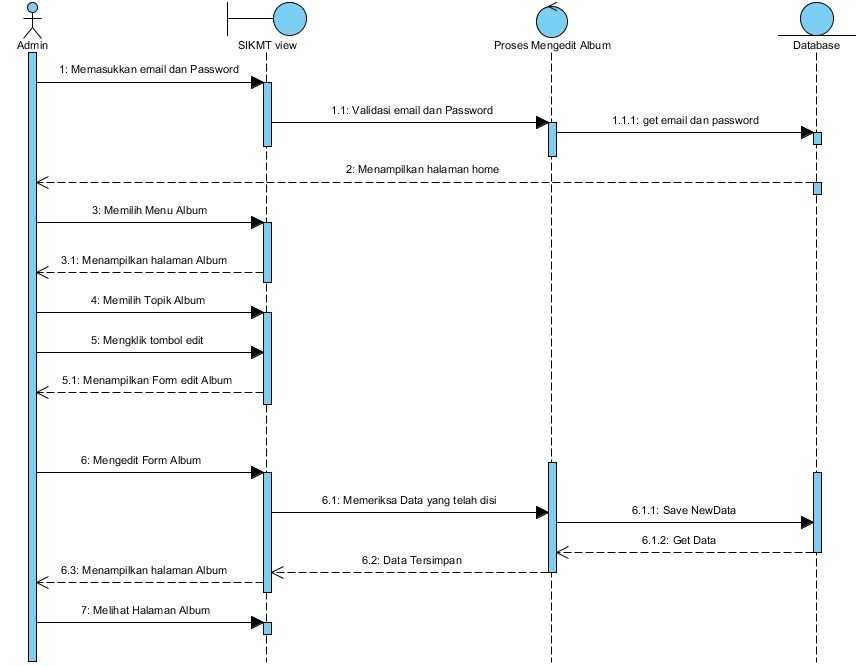 Admin
SIKMT view
Proses Mengedit Album
Database
1: Memasukkan email dan Password
1.1: Validasi email dan Password
1.1.1: get email dan password
2: Menampilkan halaman home
3: Memilih Menu Album
3.1: Menampilkan halaman Album
4: Memilih Topik Album
5: Mengklik tombol edit
5.1: Menampilkan Form edit Album
6: Mengedit Form Album
6.1: Memeriksa Data yang telah disi
6.1.1: Save NewData
6.1.2: Get Data
6.2: Data Tersimpan
6.3: Menampilkan halaman Album
7: Melihat Halaman Album